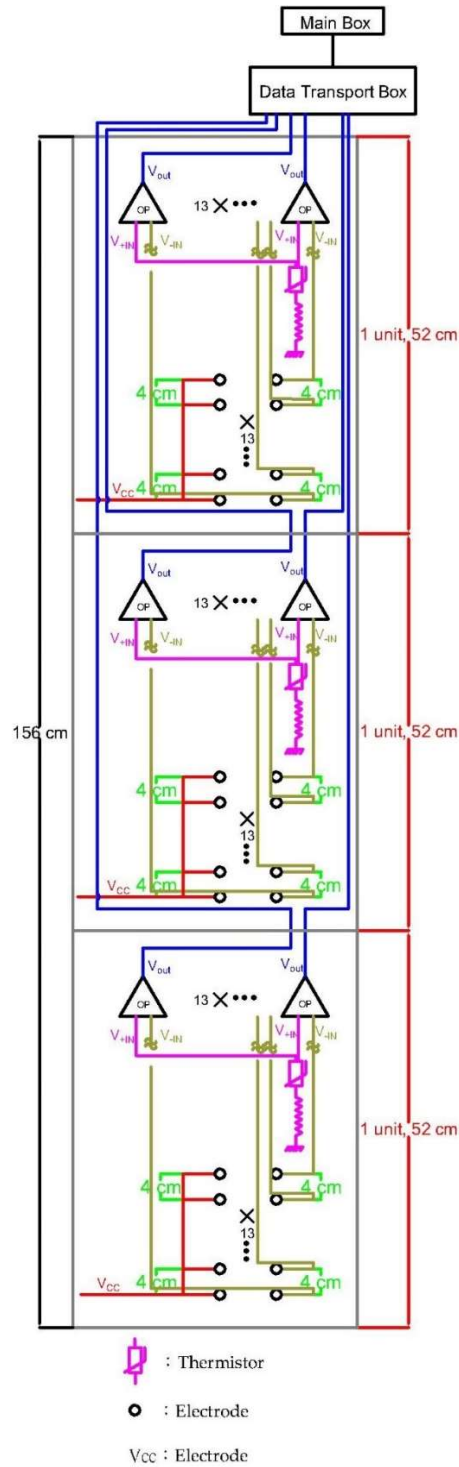 Main Box
Data Transport Box
Vout Vout
OP 13 × ••• OP
V+IN V-IN V+IN V-IN
1 unit, 52 cm
4 cm 4 cm
×
13
4 cm 4 cm
VCC
Vout Vout
OP 13 × ••• OP
V+IN V-IN V+IN V-IN
156 cm
1 unit, 52 cm
4 cm 4 cm
×
13
4 cm 4 cm
VCC
Vout Vout
OP 13 × ••• OP
V+IN V-IN V+IN V-IN
1 unit, 52 cm
4 cm 4 cm
×
13
4 cm 4 cm
VCC
: Thermistor
: Electrode
VCC : Electrode